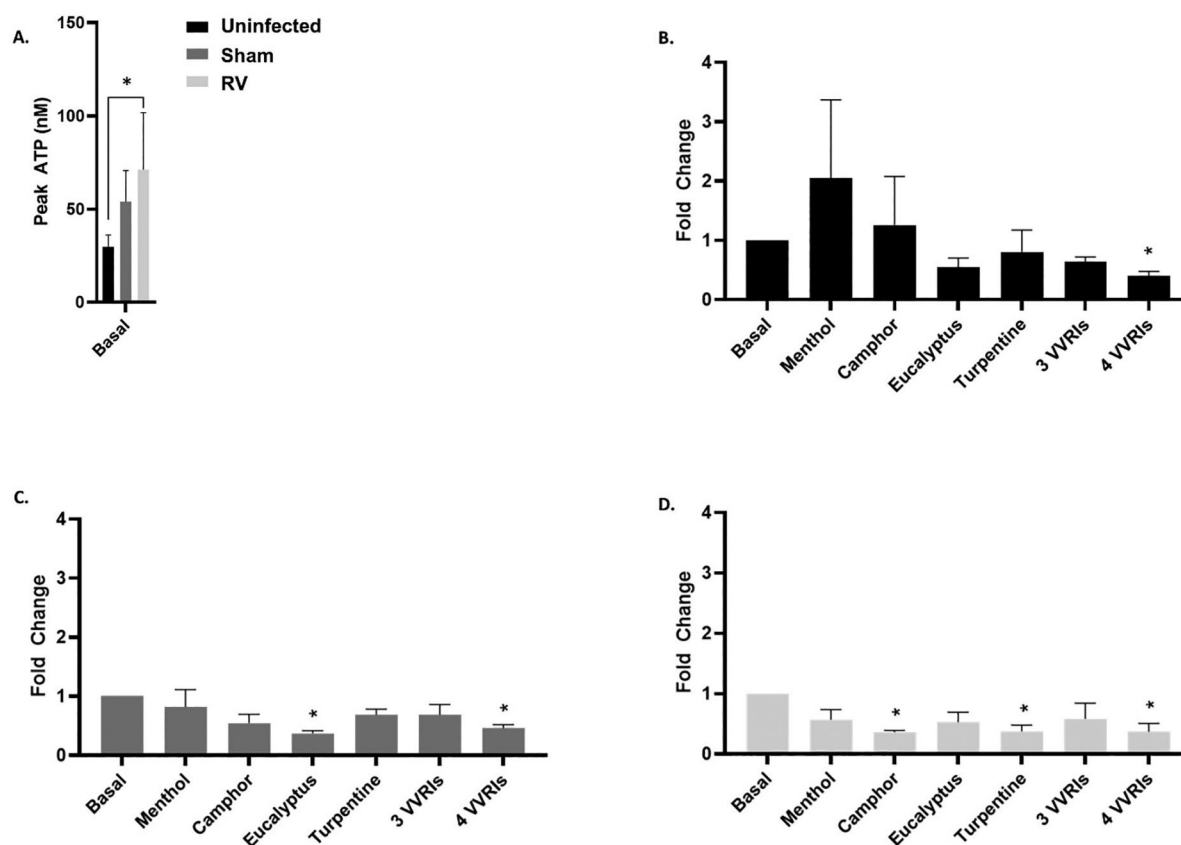 A.
150
100
50
0
Peak ATP (nM)
*
Basal
Uninfected
Sham
RV
B.
4
3
2
1
0
Fold Change
*
Basal
Menthol
Camphor
Eucalyptus
Turpentine
3 VVRIs
4 VVRIs
C.
4
3
2
1
0
Fold Change
*
*
Basal
Menthol
Camphor
Eucalyptus
Turpentine
3 VVRIs
4 VVRIs
D.
4
3
2
1
0
Fold Change
*
*
*
Basal
Menthol
Camphor
Eucalyptus
Turpentine
3 VVRIs
4 VVRIs